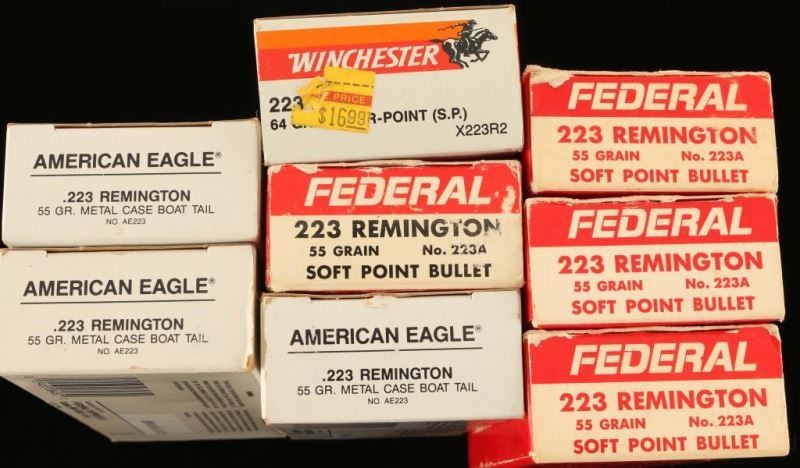 WINCHESTER
223
E PRICE
$16.99
64 G R-POINT (S.P.)
X223R2
FEDERAL
223 REMINGTON
55 GRAIN No. 223A
SOFT POINT BULLET
AMERICAN EAGLE®
.223 REMINGTON
55 GR. METAL CASE BOAT TAIL
NO. AE223
FEDERAL
223 REMINGTON
55 GRAIN No. 223A
SOFT POINT BULLET
FEDERAL
223 REMINGTON
55 GRAIN No. 223A
SOFT POINT BULLET
AMERICAN EAGLE®
.223 REMINGTON
55 GR. METAL CASE BOAT TAIL
NO. AE223
AMERICAN EAGLE®
.223 REMINGTON
55 GR. METAL CASE BOAT TAIL
NO. AE223
FEDERAL
223 REMINGTON
55 GRAIN No. 223A
SOFT POINT BULLET